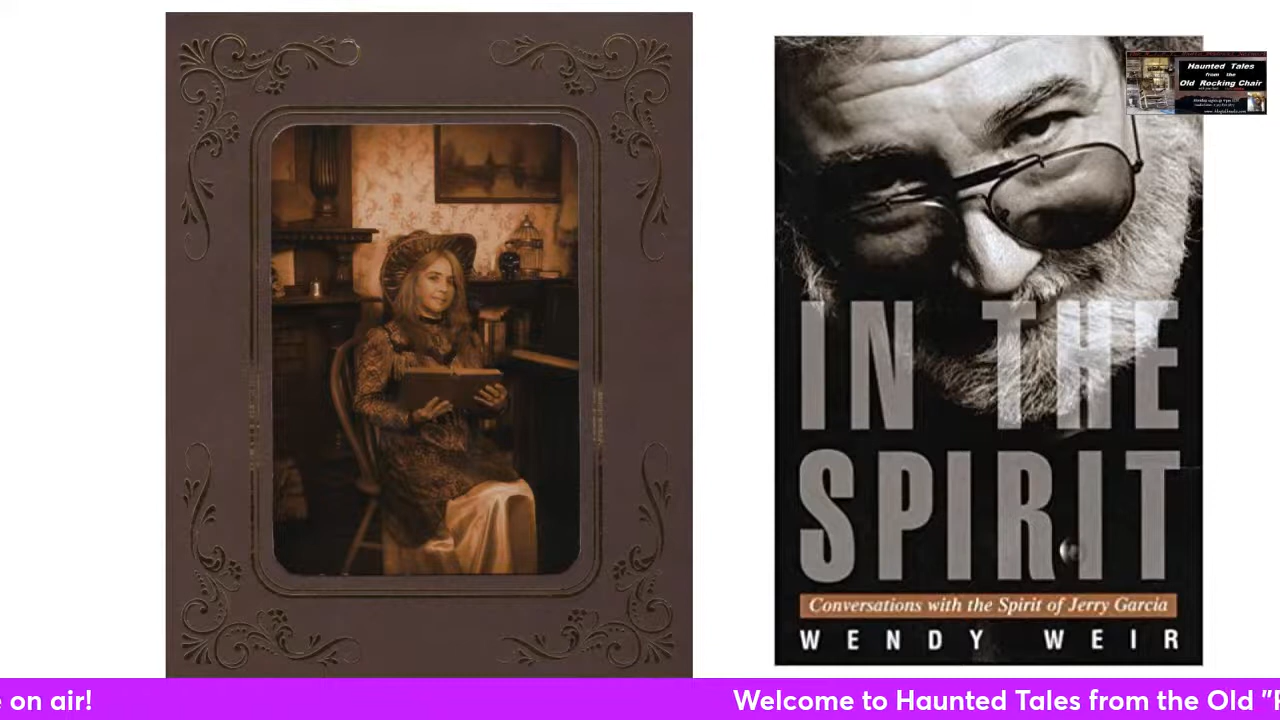 Haunted Tales
from the
Old Rocking Chair
IN THE
SPIRIT
Conversations with the Spirit of Jerry Garcia
WENDY WEIR
e on air!
Welcome to Haunted Tales from the Old "R